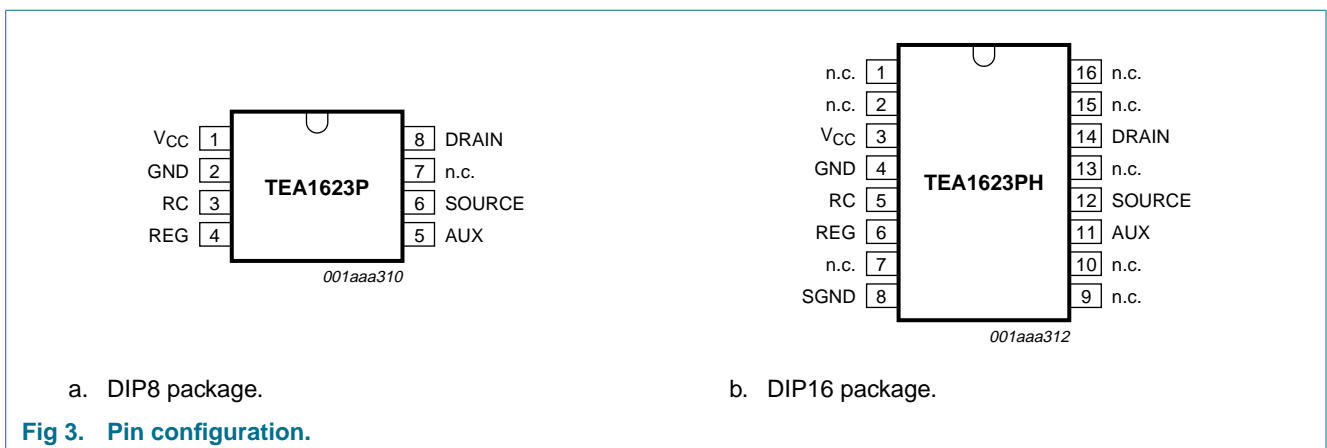 VCC 1
GND 2
RC 3
REG 4
TEA1623P
8 DRAIN
7 n.c.
6 SOURCE
5 AUX
001aaa310
n.c. 1
n.c. 2
VCC 3
GND 4
RC 5
REG 6
n.c. 7
SGND 8
TEA1623PH
16 n.c.
15 n.c.
14 DRAIN
13 n.c.
12 SOURCE
11 AUX
10 n.c.
9 n.c.
001aaa312
a. DIP8 package.
b. DIP16 package.
Fig 3. Pin configuration.